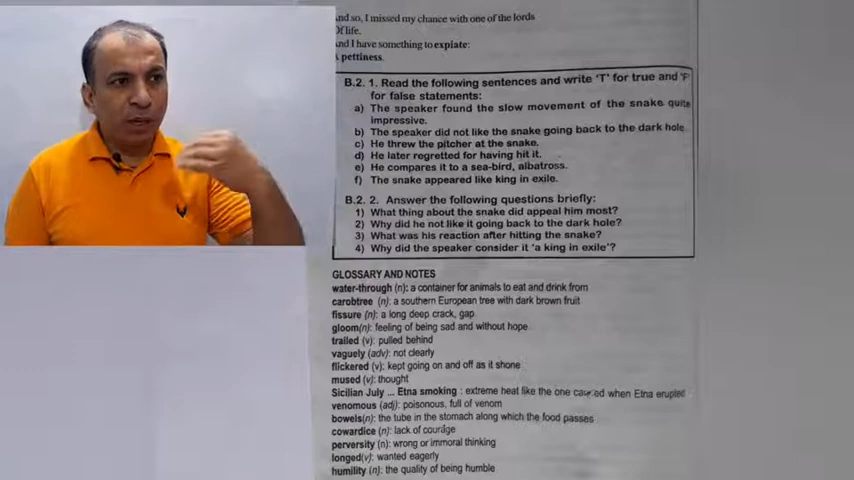 And so, I missed my chance with one of the lords
Of life.
And I have something to expiate:
A pettiness.
B.2. 1. Read the following sentences and write 'T' for true and 'F'
for false statements:
a) The speaker found the slow movement of the snake quite
impressive.
b) The speaker did not like the snake going back to the dark hole.
c) He threw the pitcher at the snake.
d) He later regretted for having hit it.
e) He compares it to a sea-bird, albatross.
f) The snake appeared like king in exile.
B.2. 2. Answer the following questions briefly:
1) What thing about the snake did appeal him most?
2) Why did he not like it going back to the dark hole?
3) What was his reaction after hitting the snake?
4) Why did the speaker consider it 'a king in exile'?
GLOSSARY AND NOTES
water-through (n): a container for animals to eat and drink from
carobtree (n): a southern European tree with dark brown fruit
fissure (n): a long deep crack, gap
gloom(n): feeling of being sad and without hope
trailed (v): pulled behind
vaguely (adv): not clearly
flickered (v): kept going on and off as it shone
mused (v): thought
Sicilian July ... Etna smoking : extreme heat like the one caused when Etna erupted
venomous (adj): poisonous, full of venom
bowels(n): the tube in the stomach along which the food passes
cowardice (n): lack of courage
perversity (n): wrong or immoral thinking
longed(v): wanted eagerly
humility (n): the quality of being humble